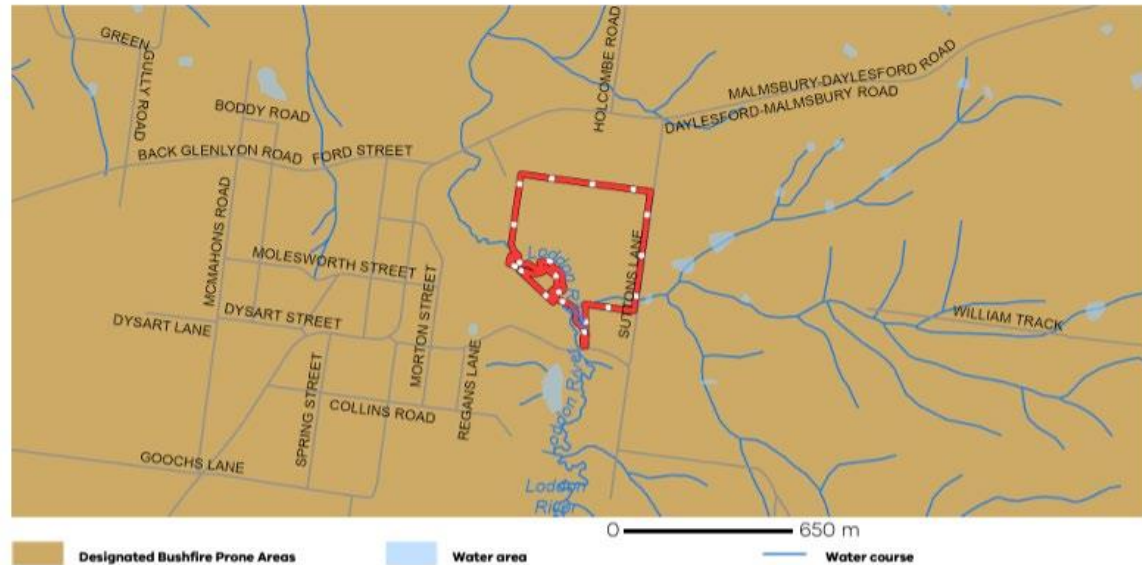 GREEN
GULLY ROAD
BODDY ROAD
BACK GLENLYON ROAD
FORD STREET
HOLCOMBE ROAD
MALMSBURY-DAYLESFORD ROAD
DAYLESFORD-MALMSBURY ROAD
MCMAHONS ROAD
MOLESWORTH STREET
DYSART STREET
DYSART LANE
MORTON STREET
SPRING STREET
COLLINS ROAD
REGANS LANE
GOOCHS LANE
SUTTONS LANE
WILLIAM TRACK
Loddon River
Loddon River
Loddon
River
0 650 m
Designated Bushfire Prone Areas
Water area
Water course